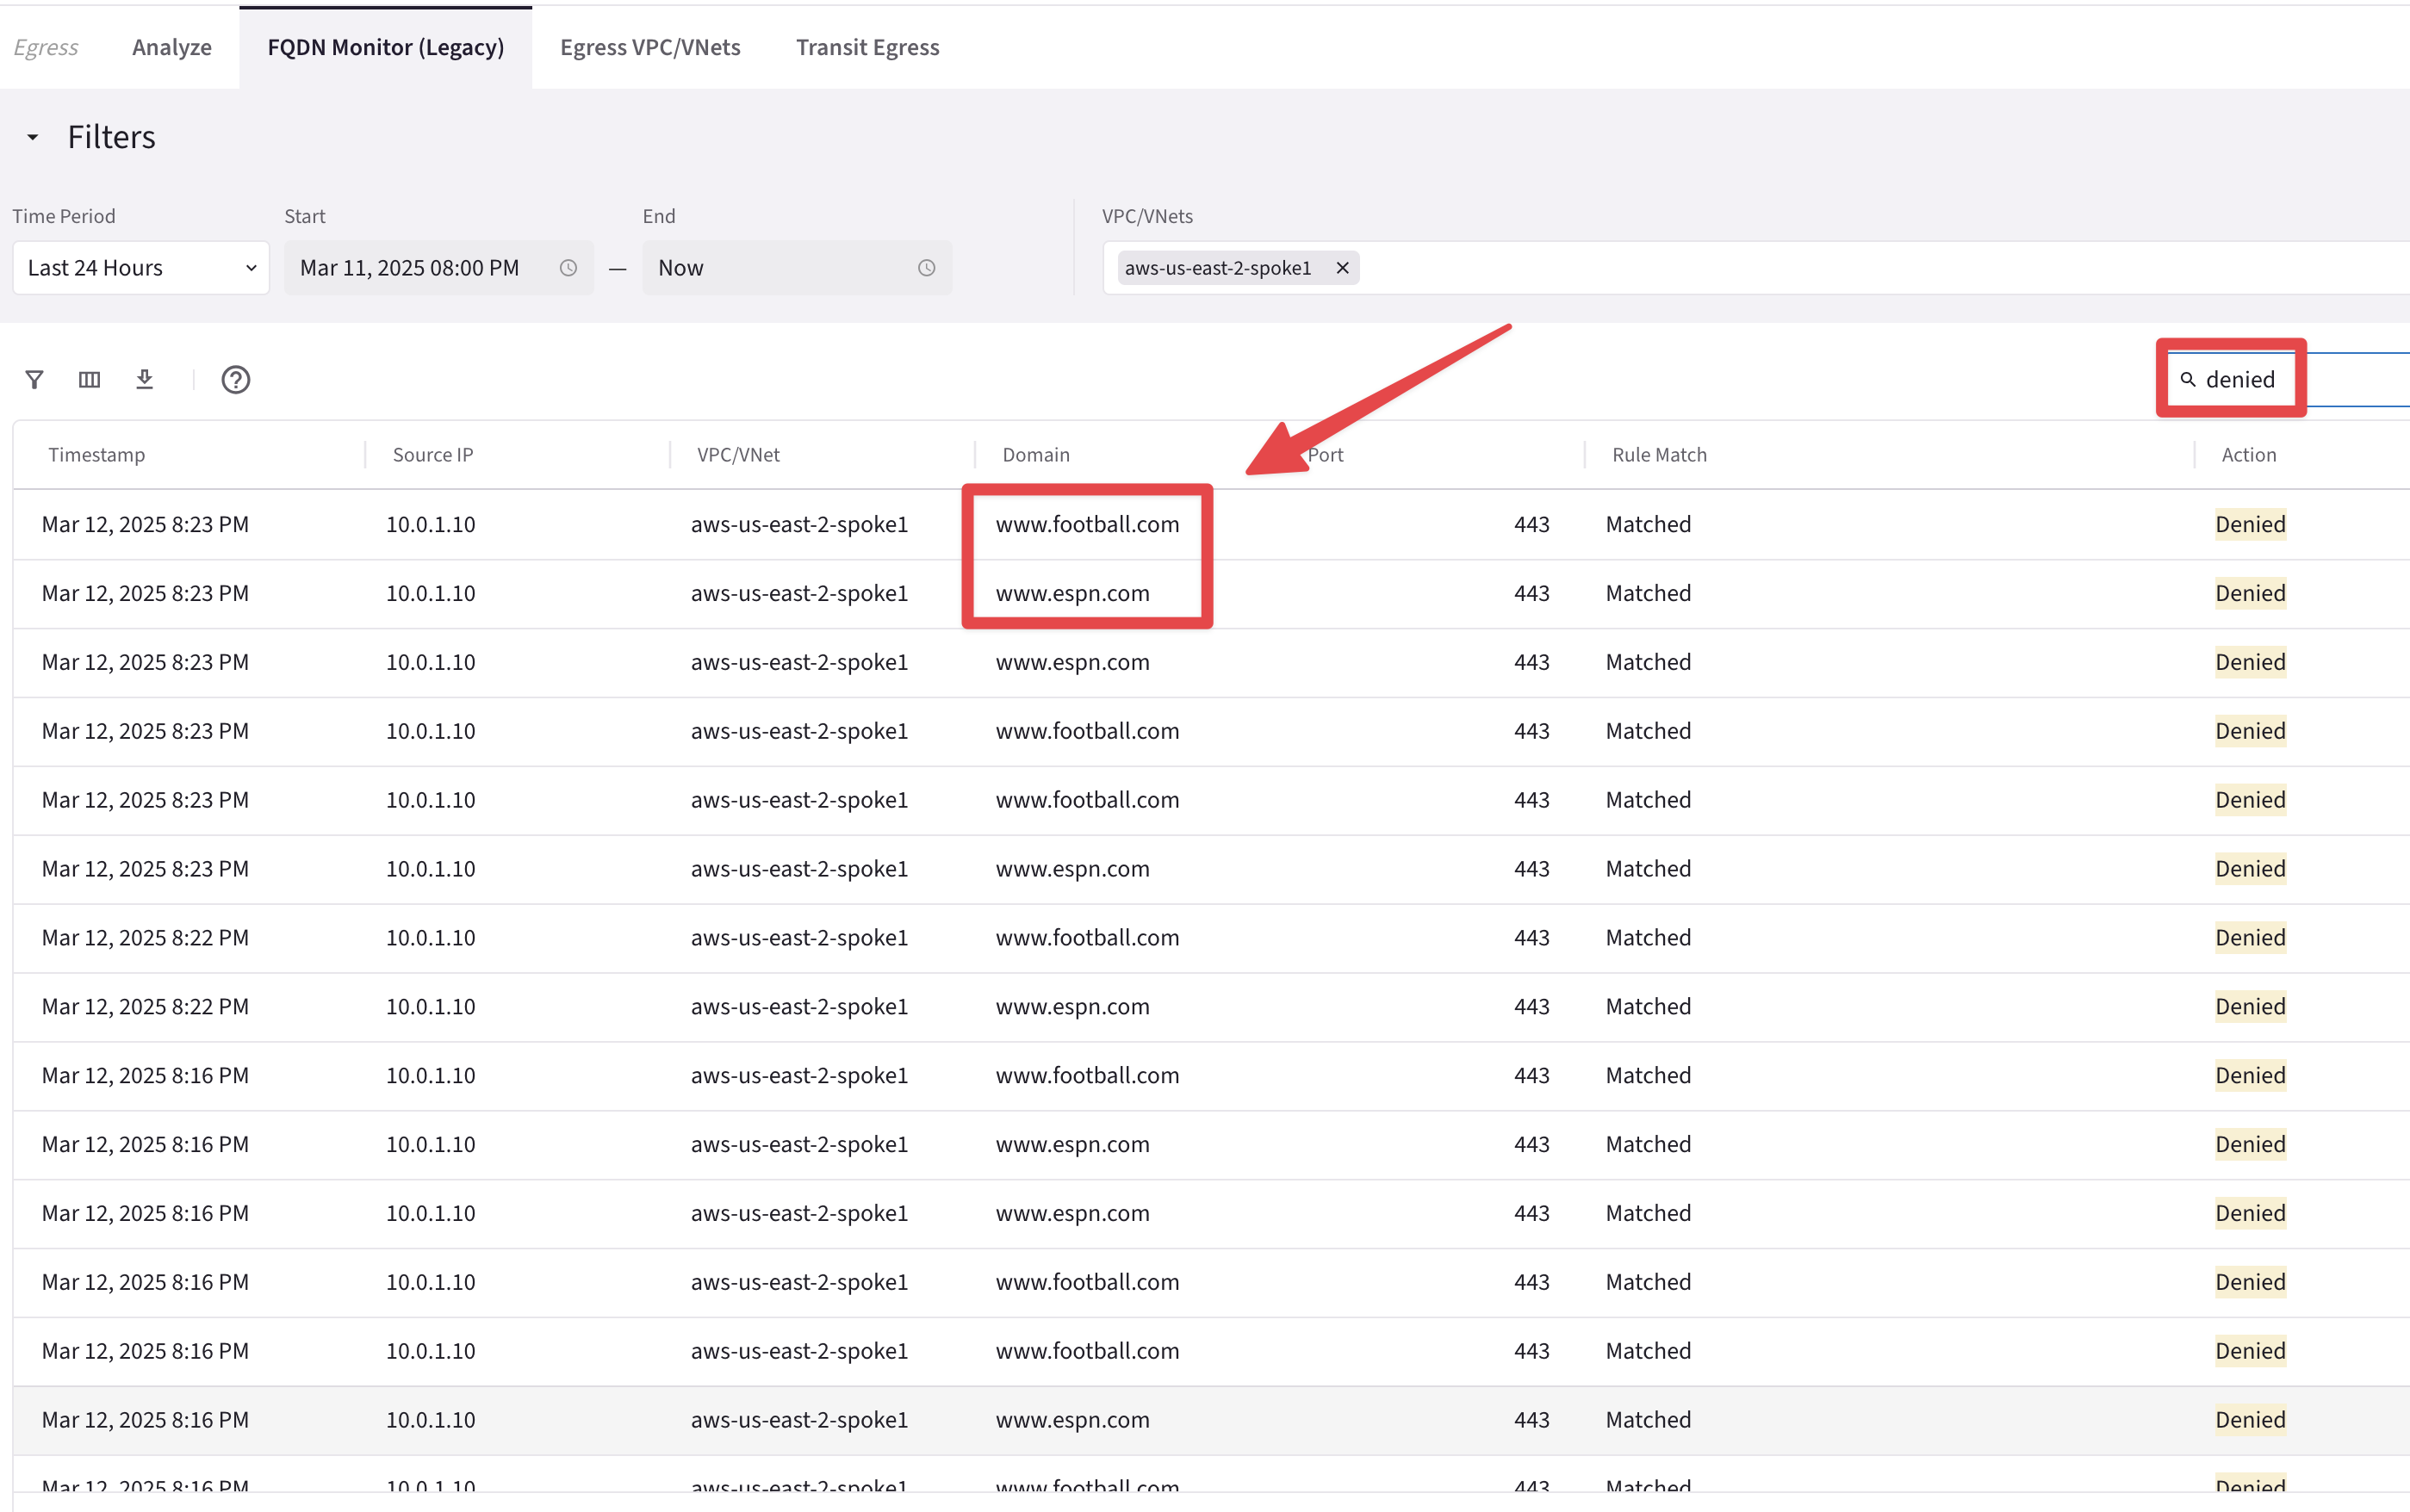 Egress Analyze FQDN Monitor (Legacy) Egress VPC/VNets Transit Egress
Filters
Time Period Start End VPC/VNets
Last 24 Hours Mar 11, 2025 08:00 PM — Now aws-us-east-2-spoke1
denied
Timestamp Source IP VPC/VNet Domain Port Rule Match Action
Mar 12, 2025 8:23 PM 10.0.1.10 aws-us-east-2-spoke1 www.football.com 443 Matched Denied
Mar 12, 2025 8:23 PM 10.0.1.10 aws-us-east-2-spoke1 www.espn.com 443 Matched Denied
Mar 12, 2025 8:23 PM 10.0.1.10 aws-us-east-2-spoke1 www.espn.com 443 Matched Denied
Mar 12, 2025 8:23 PM 10.0.1.10 aws-us-east-2-spoke1 www.football.com 443 Matched Denied
Mar 12, 2025 8:23 PM 10.0.1.10 aws-us-east-2-spoke1 www.football.com 443 Matched Denied
Mar 12, 2025 8:23 PM 10.0.1.10 aws-us-east-2-spoke1 www.espn.com 443 Matched Denied
Mar 12, 2025 8:22 PM 10.0.1.10 aws-us-east-2-spoke1 www.football.com 443 Matched Denied
Mar 12, 2025 8:22 PM 10.0.1.10 aws-us-east-2-spoke1 www.espn.com 443 Matched Denied
Mar 12, 2025 8:16 PM 10.0.1.10 aws-us-east-2-spoke1 www.football.com 443 Matched Denied
Mar 12, 2025 8:16 PM 10.0.1.10 aws-us-east-2-spoke1 www.espn.com 443 Matched Denied
Mar 12, 2025 8:16 PM 10.0.1.10 aws-us-east-2-spoke1 www.espn.com 443 Matched Denied
Mar 12, 2025 8:16 PM 10.0.1.10 aws-us-east-2-spoke1 www.football.com 443 Matched Denied
Mar 12, 2025 8:16 PM 10.0.1.10 aws-us-east-2-spoke1 www.football.com 443 Matched Denied
Mar 12, 2025 8:16 PM 10.0.1.10 aws-us-east-2-spoke1 www.espn.com 443 Matched Denied
Mar 12, 2025 8:16 PM 10.0.1.10 aws-us-east-2-spoke1 www.football.com 443 Matched Denied